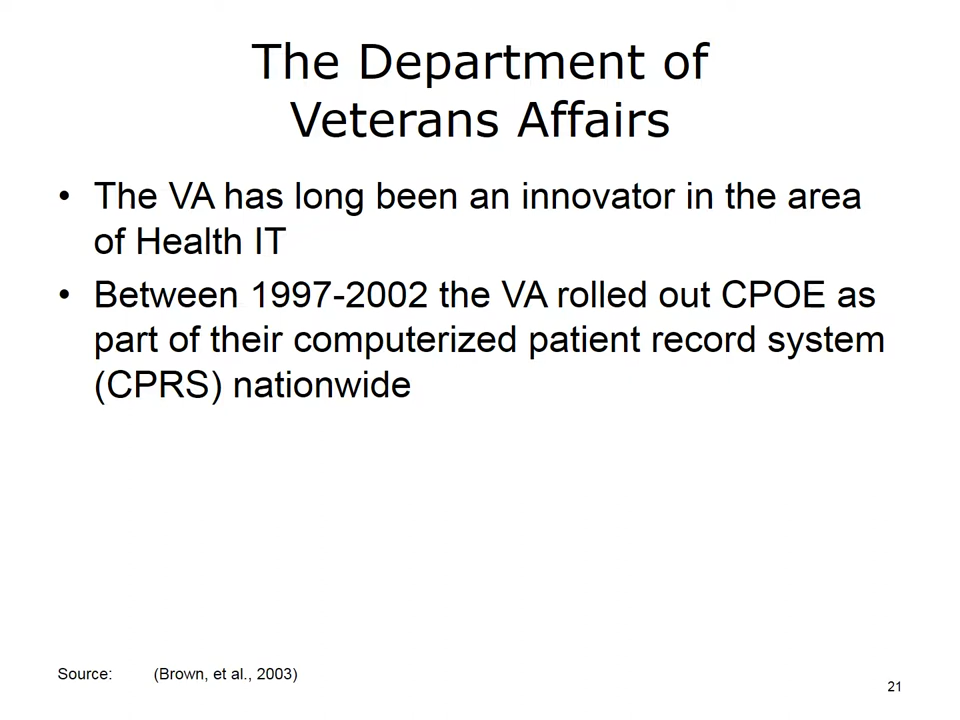 The Department of
Veterans Affairs
• The VA has long been an innovator in the area
of Health IT
• Between 1997-2002 the VA rolled out CPOE as
part of their computerized patient record system
(CPRS) nationwide
Source: (Brown, et al., 2003)
21